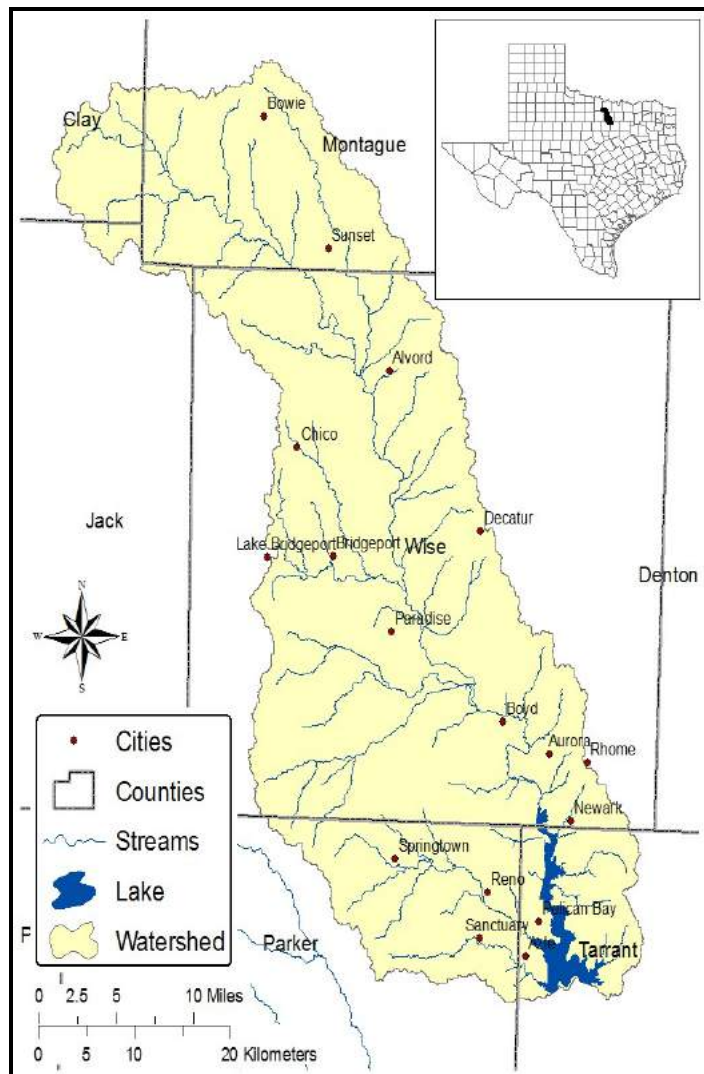 Bowie
Clay
Montague
Sunset
Alvord
Chico
Jack
Decatur
Lake Bridgeport
Bridgeport
Wise
Denton
N
W E
S
Paradise
Boyd
Aurora
Rhome
Newark
Springtown
Reno
Pelican Bay
Sanctuary
Tarrant
Parker
Cities
Counties
Streams
Lake
Watershed
0 2.5 5 10 Miles
0 5 10 20 Kilometers